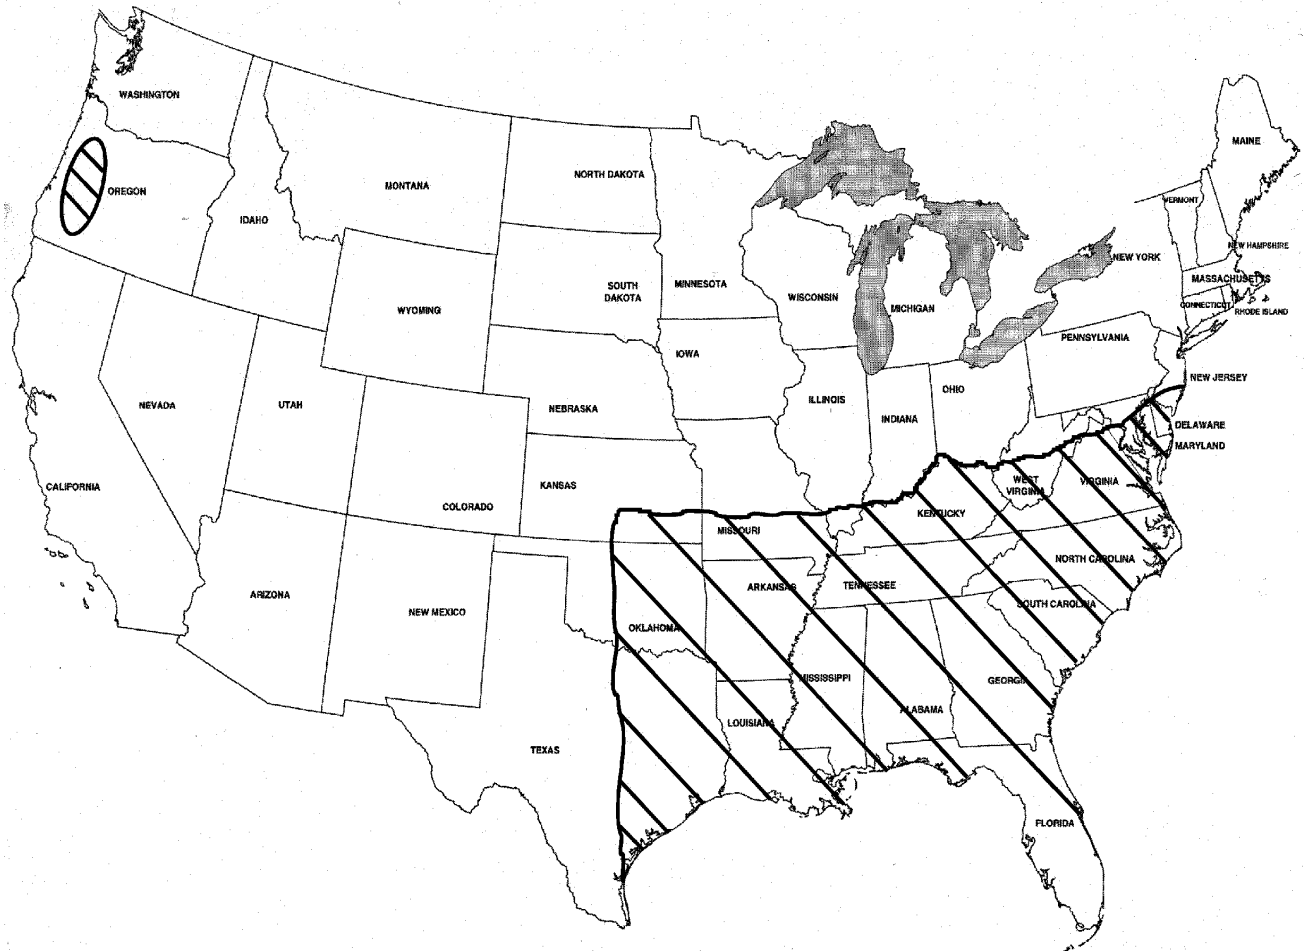 WASHINGTON
MAINE
MONTANA
NORTH DAKOTA
OREGON
VERMONT
IDAHO
NEW HAMPSHIRE
NEW YORK
MASSACHUSETTS
SOUTH
DAKOTA
MINNESOTA
WISCONSIN
CONNECTICUT
RHODE ISLAND
WYOMING
MICHIGAN
PENNSYLVANIA
IOWA
NEW JERSEY
OHIO
ILLINOIS
NEVADA
UTAH
NEBRASKA
INDIANA
DELAWARE
MARYLAND
CALIFORNIA
KANSAS
WEST
VIRGINIA
VIRGINIA
COLORADO
KENTUCKY
MISSOURI
NORTH CAROLINA
ARIZONA
ARKANSAS
TENNESSEE
NEW MEXICO
SOUTH CAROLINA
OKLAHOMA
MISSISSIPPI
GEORGIA
ALABAMA
LOUISIANA
TEXAS
FLORIDA